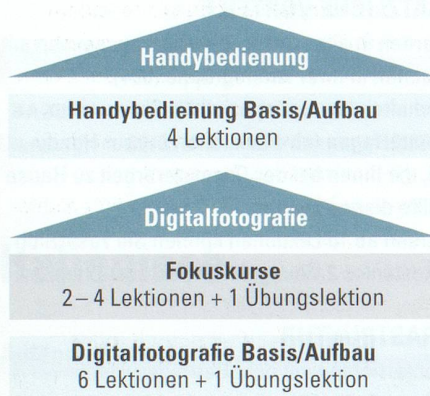 Handybedienung
Handybedienung Basis/Aufbau
4 Lektionen
Digitalfotografie
Fokuskurse
2–4 Lektionen + 1 Übungslektion
Digitalfotografie Basis/Aufbau
6 Lektionen + 1 Übungslektion